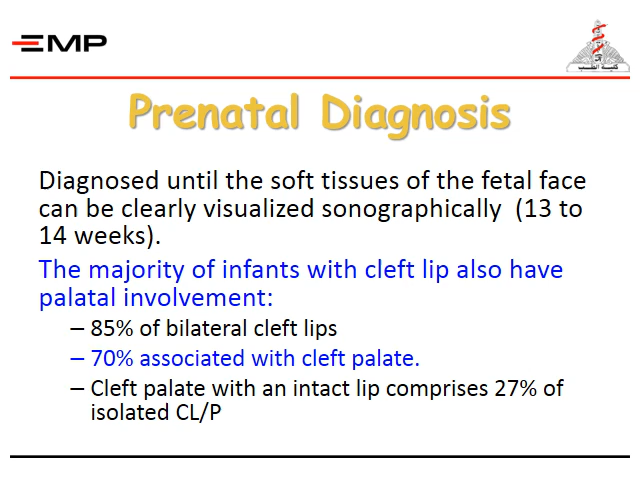 EMP
كلية الطب
Prenatal Diagnosis
Diagnosed until the soft tissues of the fetal face
can be clearly visualized sonographically (13 to
14 weeks).
The majority of infants with cleft lip also have
palatal involvement:
– 85% of bilateral cleft lips
– 70% associated with cleft palate.
– Cleft palate with an intact lip comprises 27% of
isolated CL/P